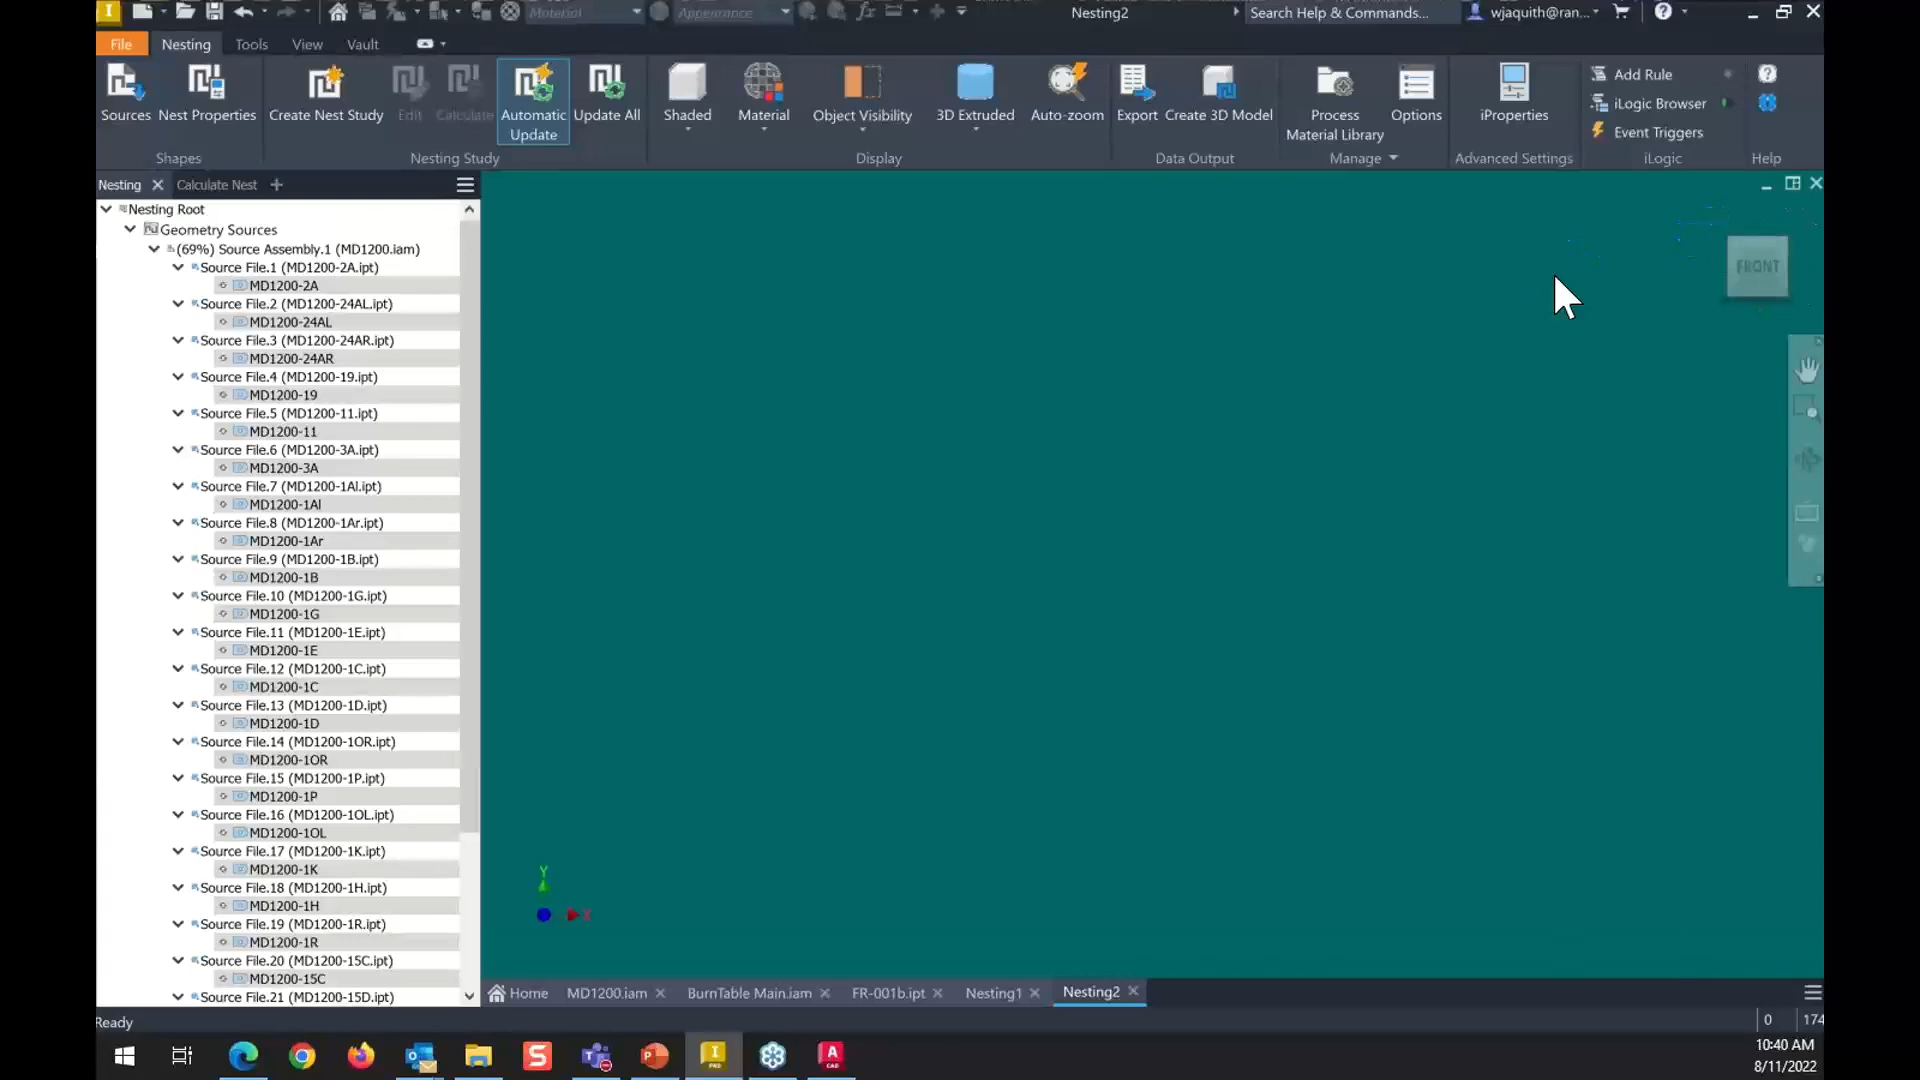 Material
Appearance
Nesting2
Search Help & Commands...
wjaquith@ran...
File
Nesting
Tools
View
Vault
Sources
Nest Properties
Create Nest Study
Edit
Calculate
Automatic Update
Update All
Shaded
Material
Object Visibility
3D Extruded
Auto-zoom
Export
Create 3D Model
Process Material Library
Options
iProperties
Add Rule
iLogic Browser
Event Triggers
Shapes
Nesting Study
Display
Data Output
Manage
Advanced Settings
iLogic
Help
Nesting
Calculate Nest
Nesting Root
Geometry Sources
(69%) Source Assembly.1 (MD1200.iam)
Source File.1 (MD1200-2A.ipt)
MD1200-2A
Source File.2 (MD1200-24AL.ipt)
MD1200-24AL
Source File.3 (MD1200-24AR.ipt)
MD1200-24AR
Source File.4 (MD1200-19.ipt)
MD1200-19
Source File.5 (MD1200-11.ipt)
MD1200-11
Source File.6 (MD1200-3A.ipt)
MD1200-3A
Source File.7 (MD1200-1Al.ipt)
MD1200-1Al
Source File.8 (MD1200-1Ar.ipt)
MD1200-1Ar
Source File.9 (MD1200-1B.ipt)
MD1200-1B
Source File.10 (MD1200-1G.ipt)
MD1200-1G
Source File.11 (MD1200-1E.ipt)
MD1200-1E
Source File.12 (MD1200-1C.ipt)
MD1200-1C
Source File.13 (MD1200-1D.ipt)
MD1200-1D
Source File.14 (MD1200-1OR.ipt)
MD1200-1OR
Source File.15 (MD1200-1P.ipt)
MD1200-1P
Source File.16 (MD1200-1OL.ipt)
MD1200-1OL
Source File.17 (MD1200-1K.ipt)
MD1200-1K
Source File.18 (MD1200-1H.ipt)
MD1200-1H
Source File.19 (MD1200-1R.ipt)
MD1200-1R
Source File.20 (MD1200-15C.ipt)
MD1200-15C
Source File.21 (MD1200-15D.ipt)
FRONT
Y
X
Home
MD1200.iam
BurnTable Main.iam
FR-001b.ipt
Nesting1
Nesting2
Ready
0
174
10:40 AM
8/11/2022